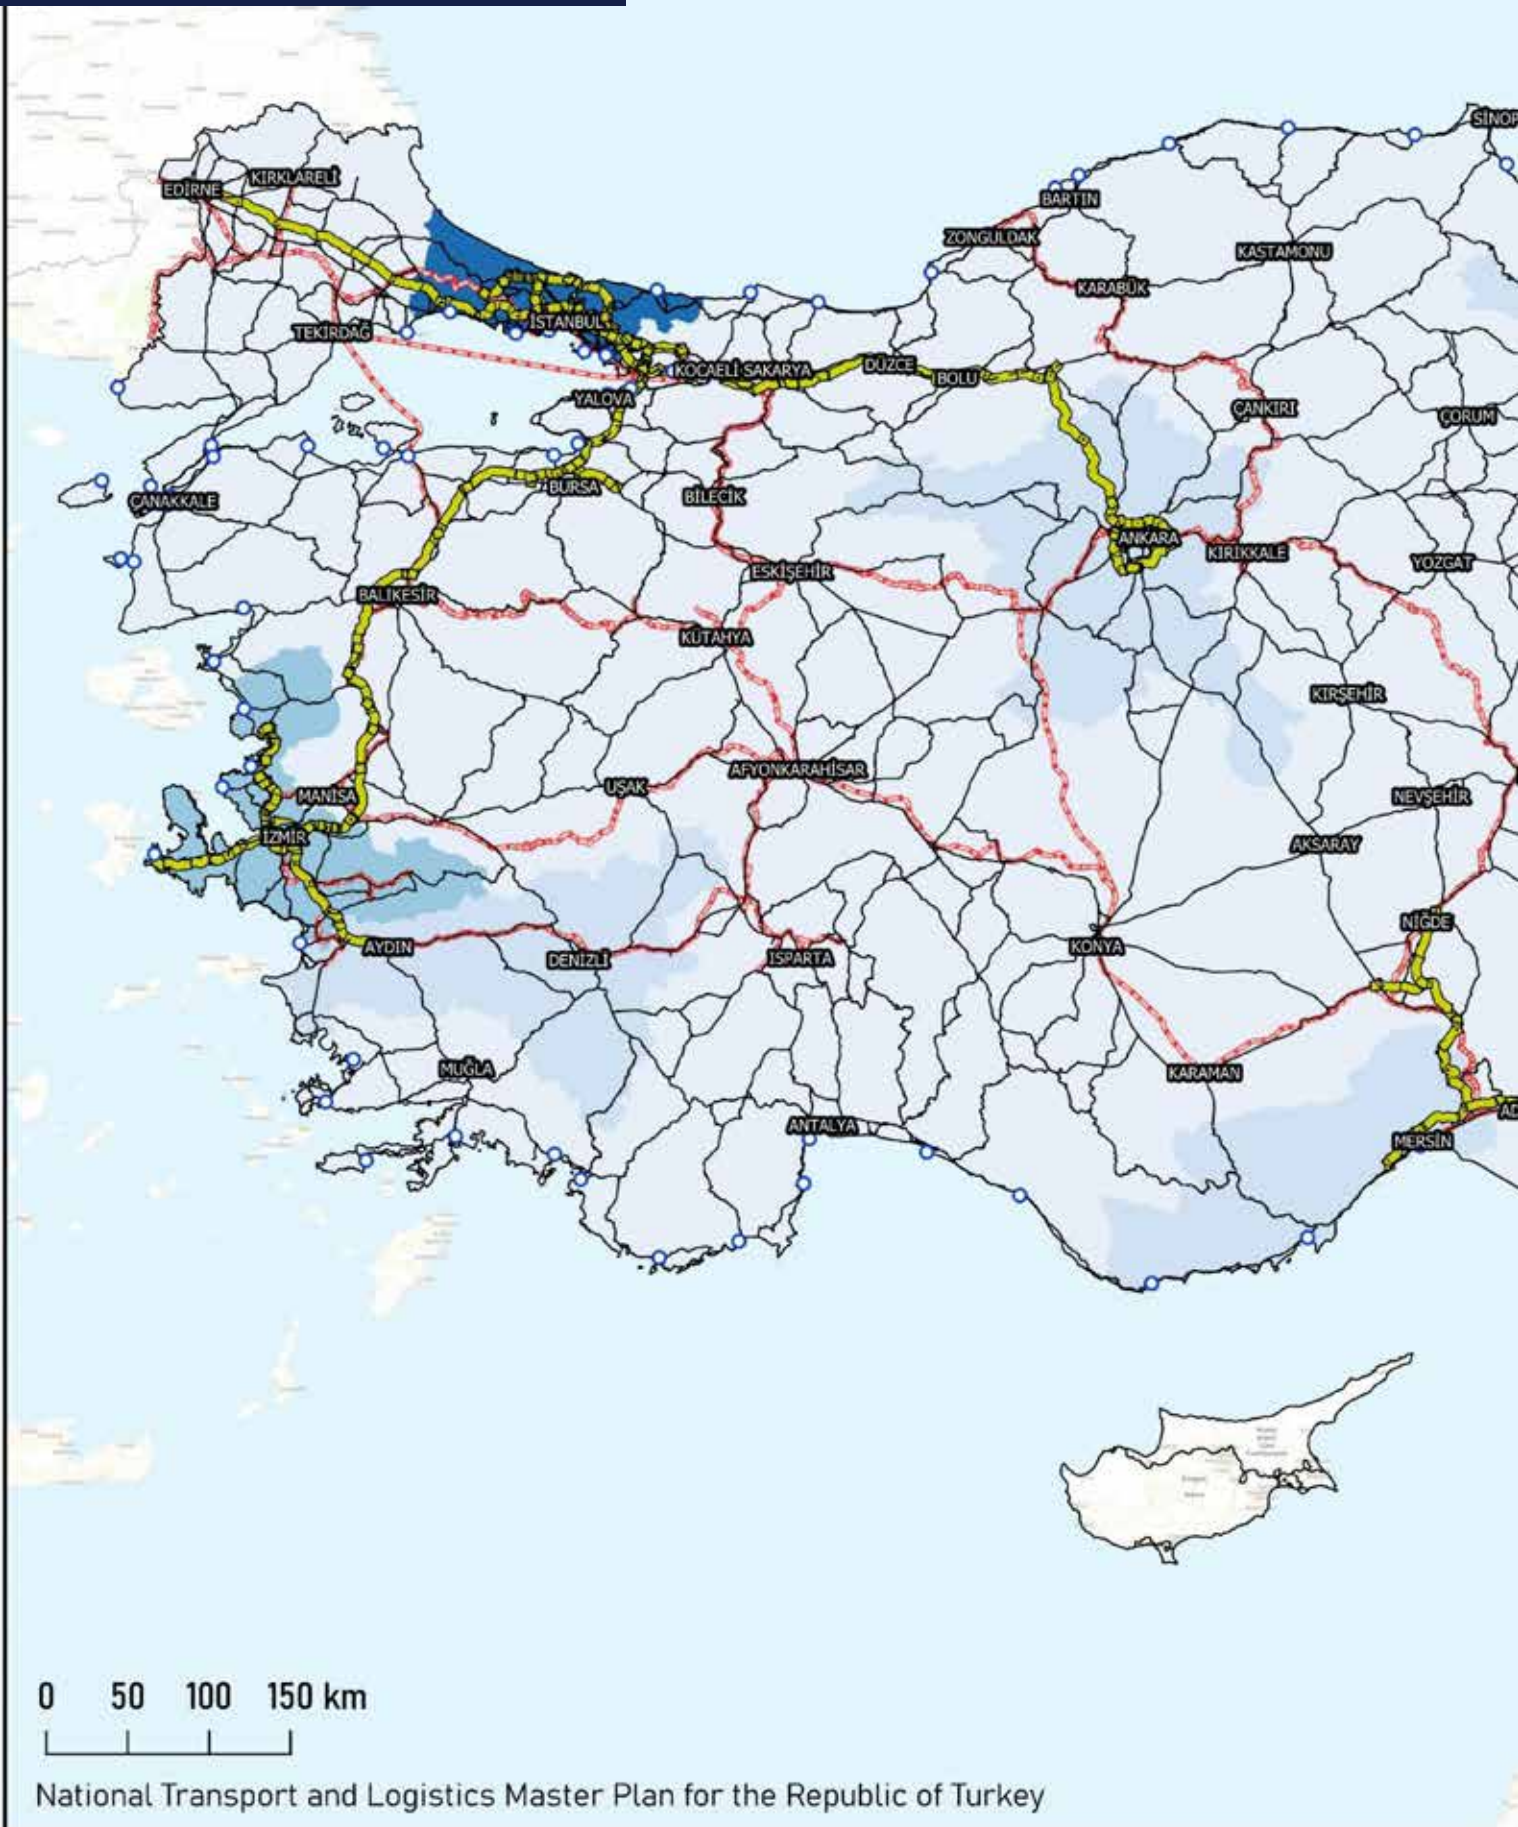 SİNOP
KIRKLARELİ
EDİRNE
BARTIN
ZONGULDAK
KASTAMONU
KARABÜK
İSTANBUL
TEKİRDAĞ
KOCAELİ SAKARYA
DÜZCE
BOLU
YALOVA
ÇANKIRI
ÇORUM
BURSA
BİLECİK
ÇANAKKALE
ANKARA
KIRIKKALE
YOZGAT
ESKİŞEHİR
BALIKESİR
KÜTAHYA
KIRŞEHİR
AFYONKARAHİSAR
UŞAK
MANİSA
NEVŞEHİR
İZMİR
AKSARAY
NİĞDE
AYDIN
DENİZLİ
ISPARTA
KONYA
MUĞLA
KARAMAN
AD
ANTALYA
MERSİN
0 50 100 150 km
National Transport and Logistics Master Plan for the Republic of Turkey